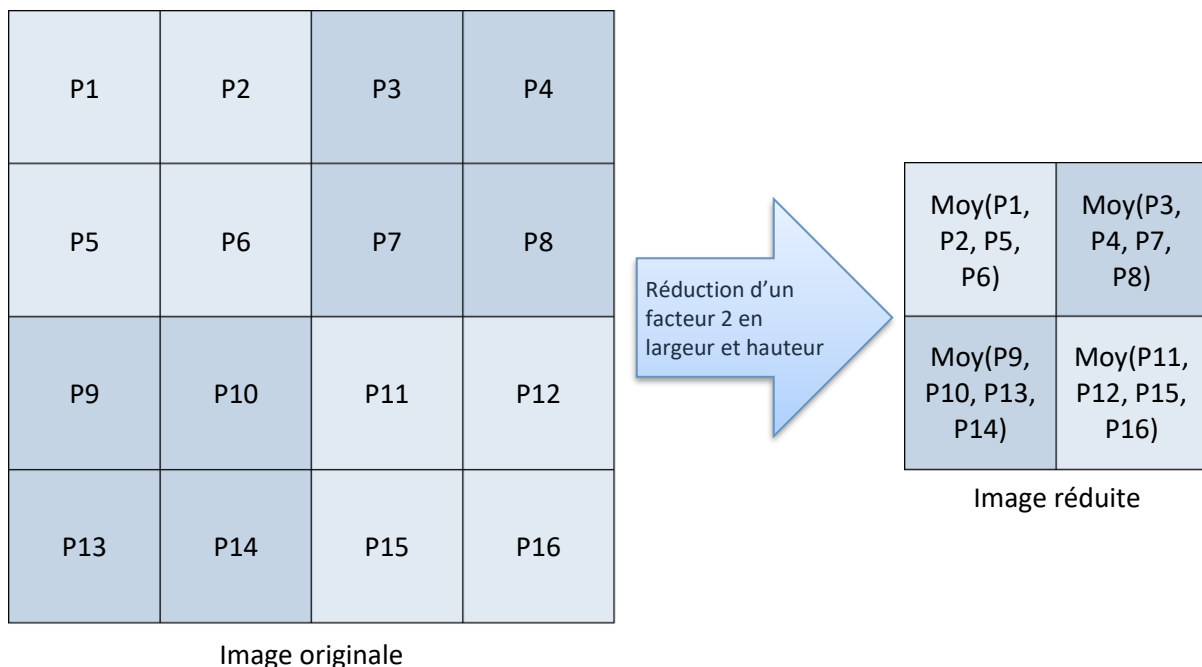 P1 P2 P3 P4
P5 P6 P7 P8
P9 P10 P11 P12
P13 P14 P15 P16
Image originale
Réduction d’un
facteur 2 en
largeur et hauteur
Moy(P1,
P2, P5,
P6)
Moy(P3,
P4, P7,
P8)
Moy(P9,
P10, P13,
P14)
Moy(P11,
P12, P15,
P16)
Image réduite